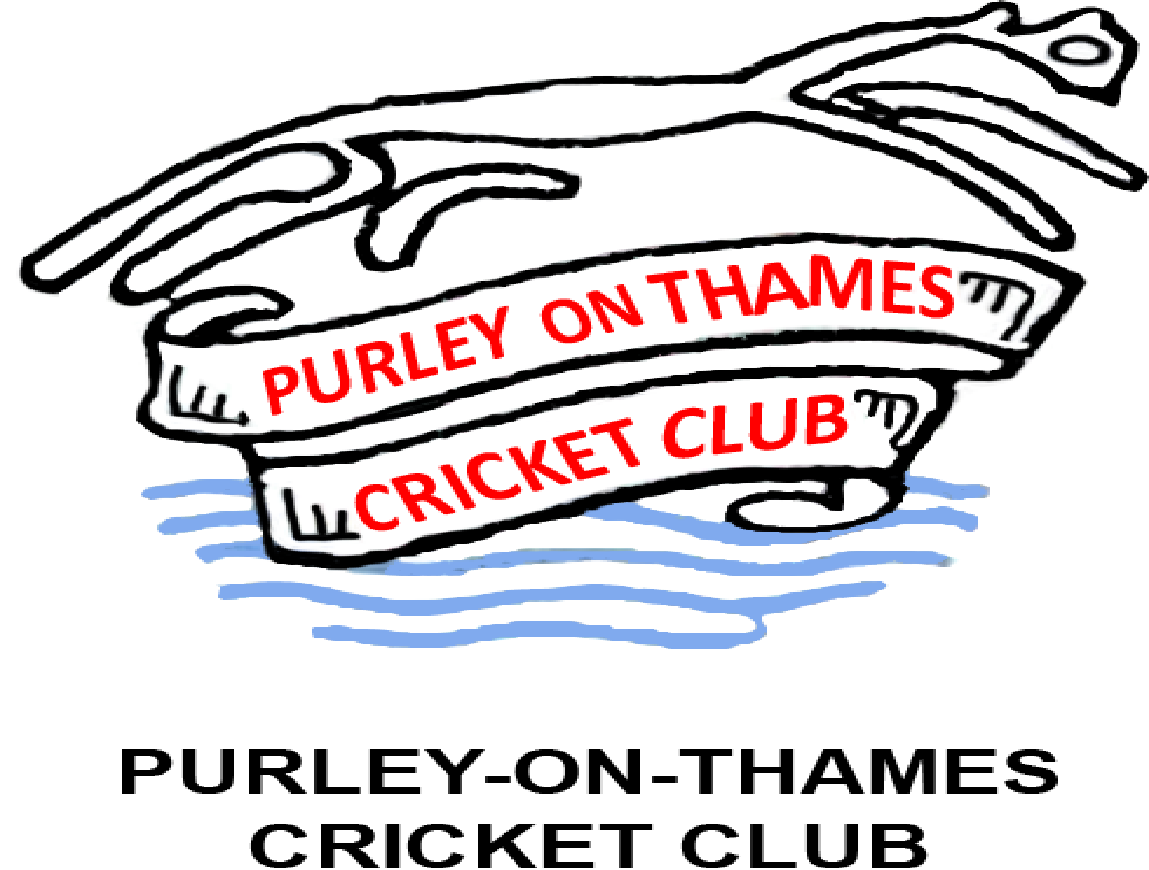 PURLEY ON THAMES
CRICKET CLUB
PURLEY-ON-THAMES
CRICKET CLUB